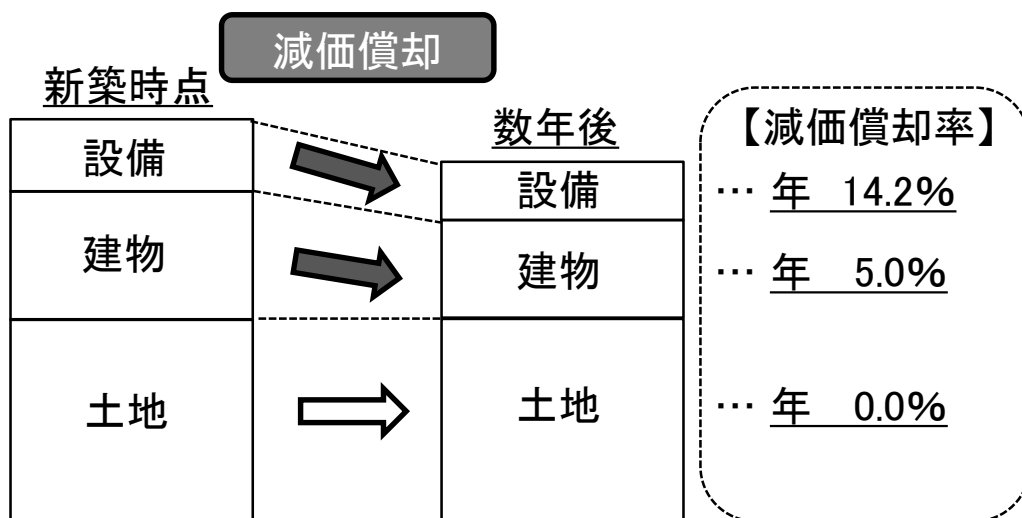 減価償却
新築時点
数年後
【減価償却率】
設備
設備
… 年 14.2%
建物
建物
… 年 5.0%
土地
土地
… 年 0.0%